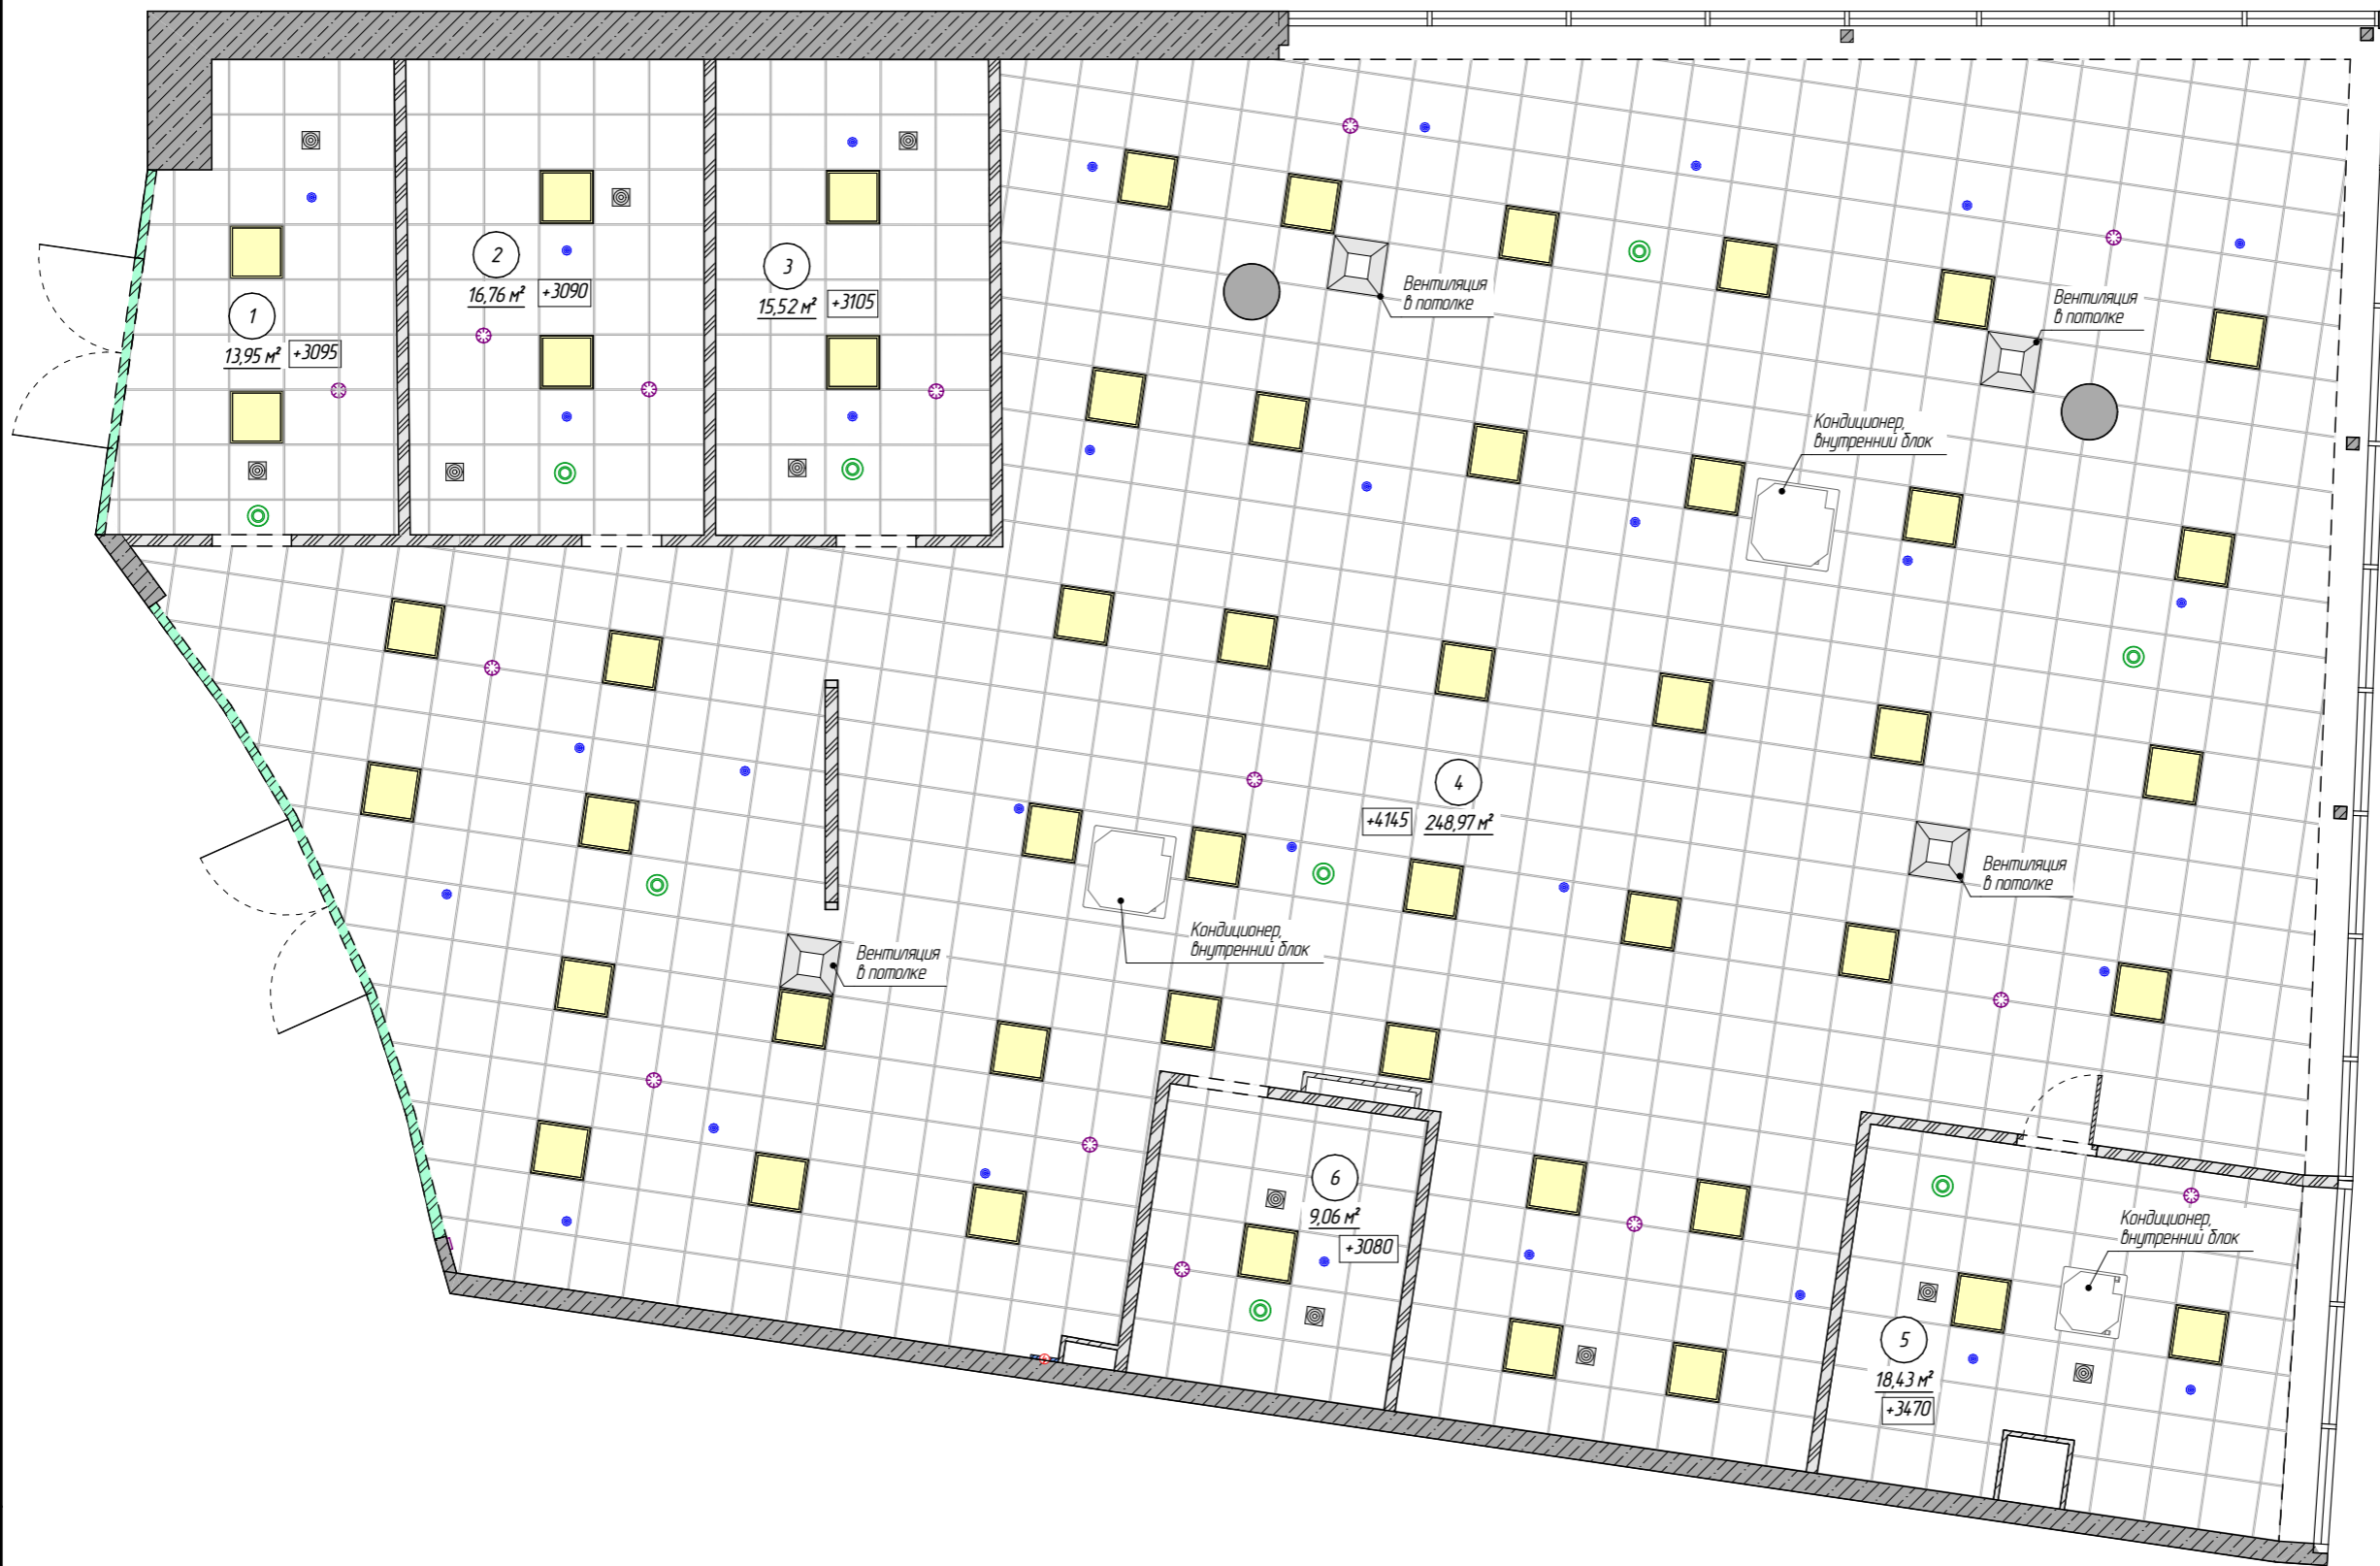 1
13,95 м²
+3095
2
16,76 м²
+3090
3
15,52 м²
+3105
Вентиляция
в потолке
Вентиляция
в потолке
Кондиционер,
внутренний блок
4
+4145
248,97 м²
Вентиляция
в потолке
Кондиционер,
внутренний блок
Вентиляция
в потолке
6
9,06 м²
+3080
Кондиционер,
внутренний блок
5
18,43 м²
+3470